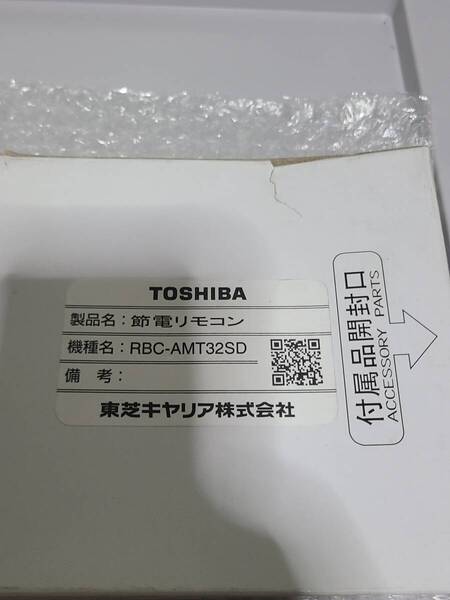 TOSHIBA
製品名：節電リモコン
機種名：RBC-AMT32SD
備考：
東芝キヤリア株式会社
付属品開封口
ACCESSORY PARTS